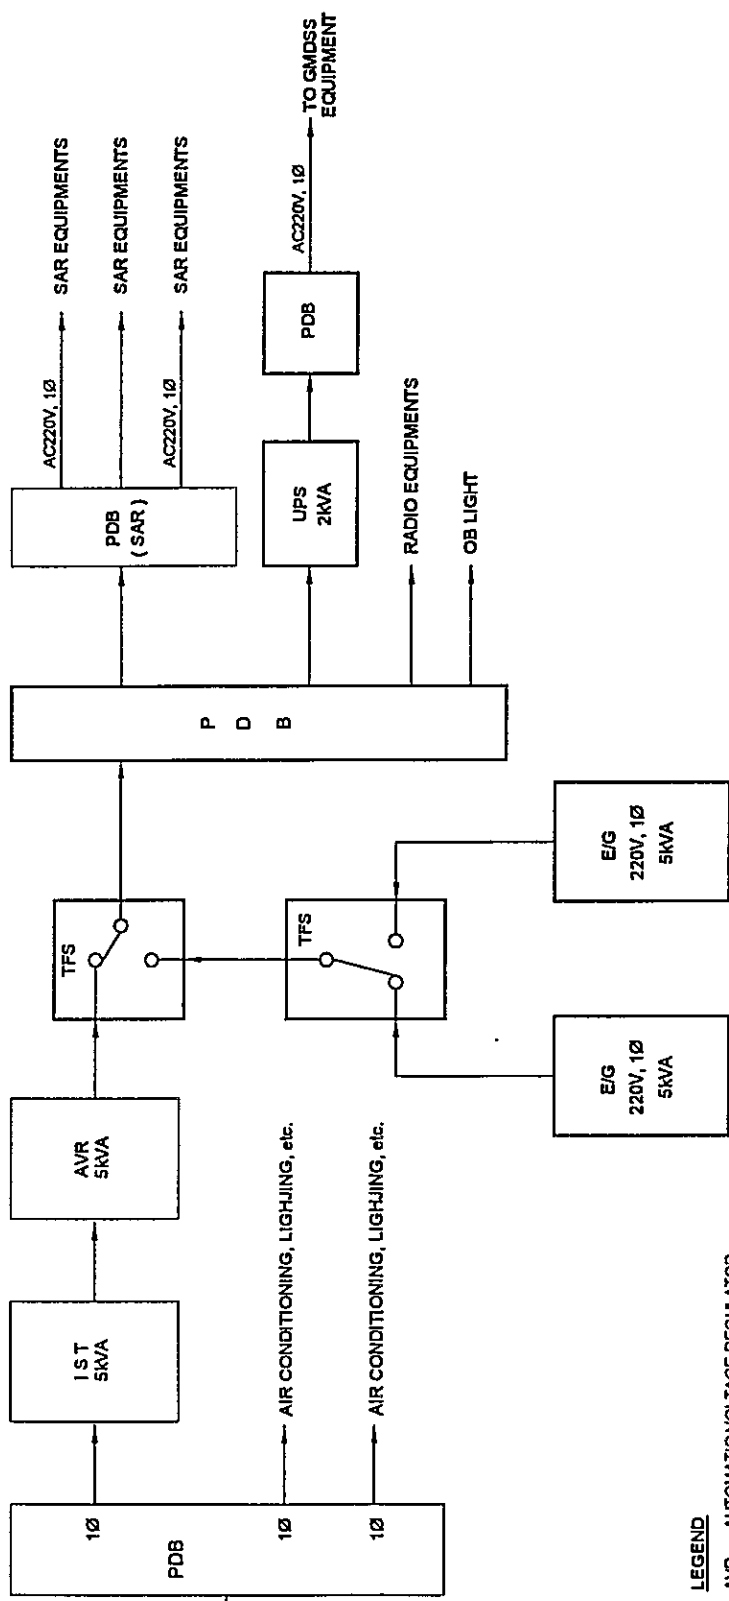 PDB
1Ø
1Ø
1Ø
I S T
5kVA
AIR CONDITIONING, LIGHJING, etc.
AIR CONDITIONING, LIGHJING, etc.
AVR
5kVA
TFS
TFS
E/G
220V, 1Ø
5kVA
E/G
220V, 1Ø
5kVA
P D B
PDB
( SAR )
AC220V, 1Ø
AC220V, 1Ø
SAR EQUIPMENTS
SAR EQUIPMENTS
SAR EQUIPMENTS
UPS
2kVA
PDB
AC220V, 1Ø
TO GMDSS
EQUIPMENT
RADIO EQUIPMENTS
OB LIGHT
LEGEND